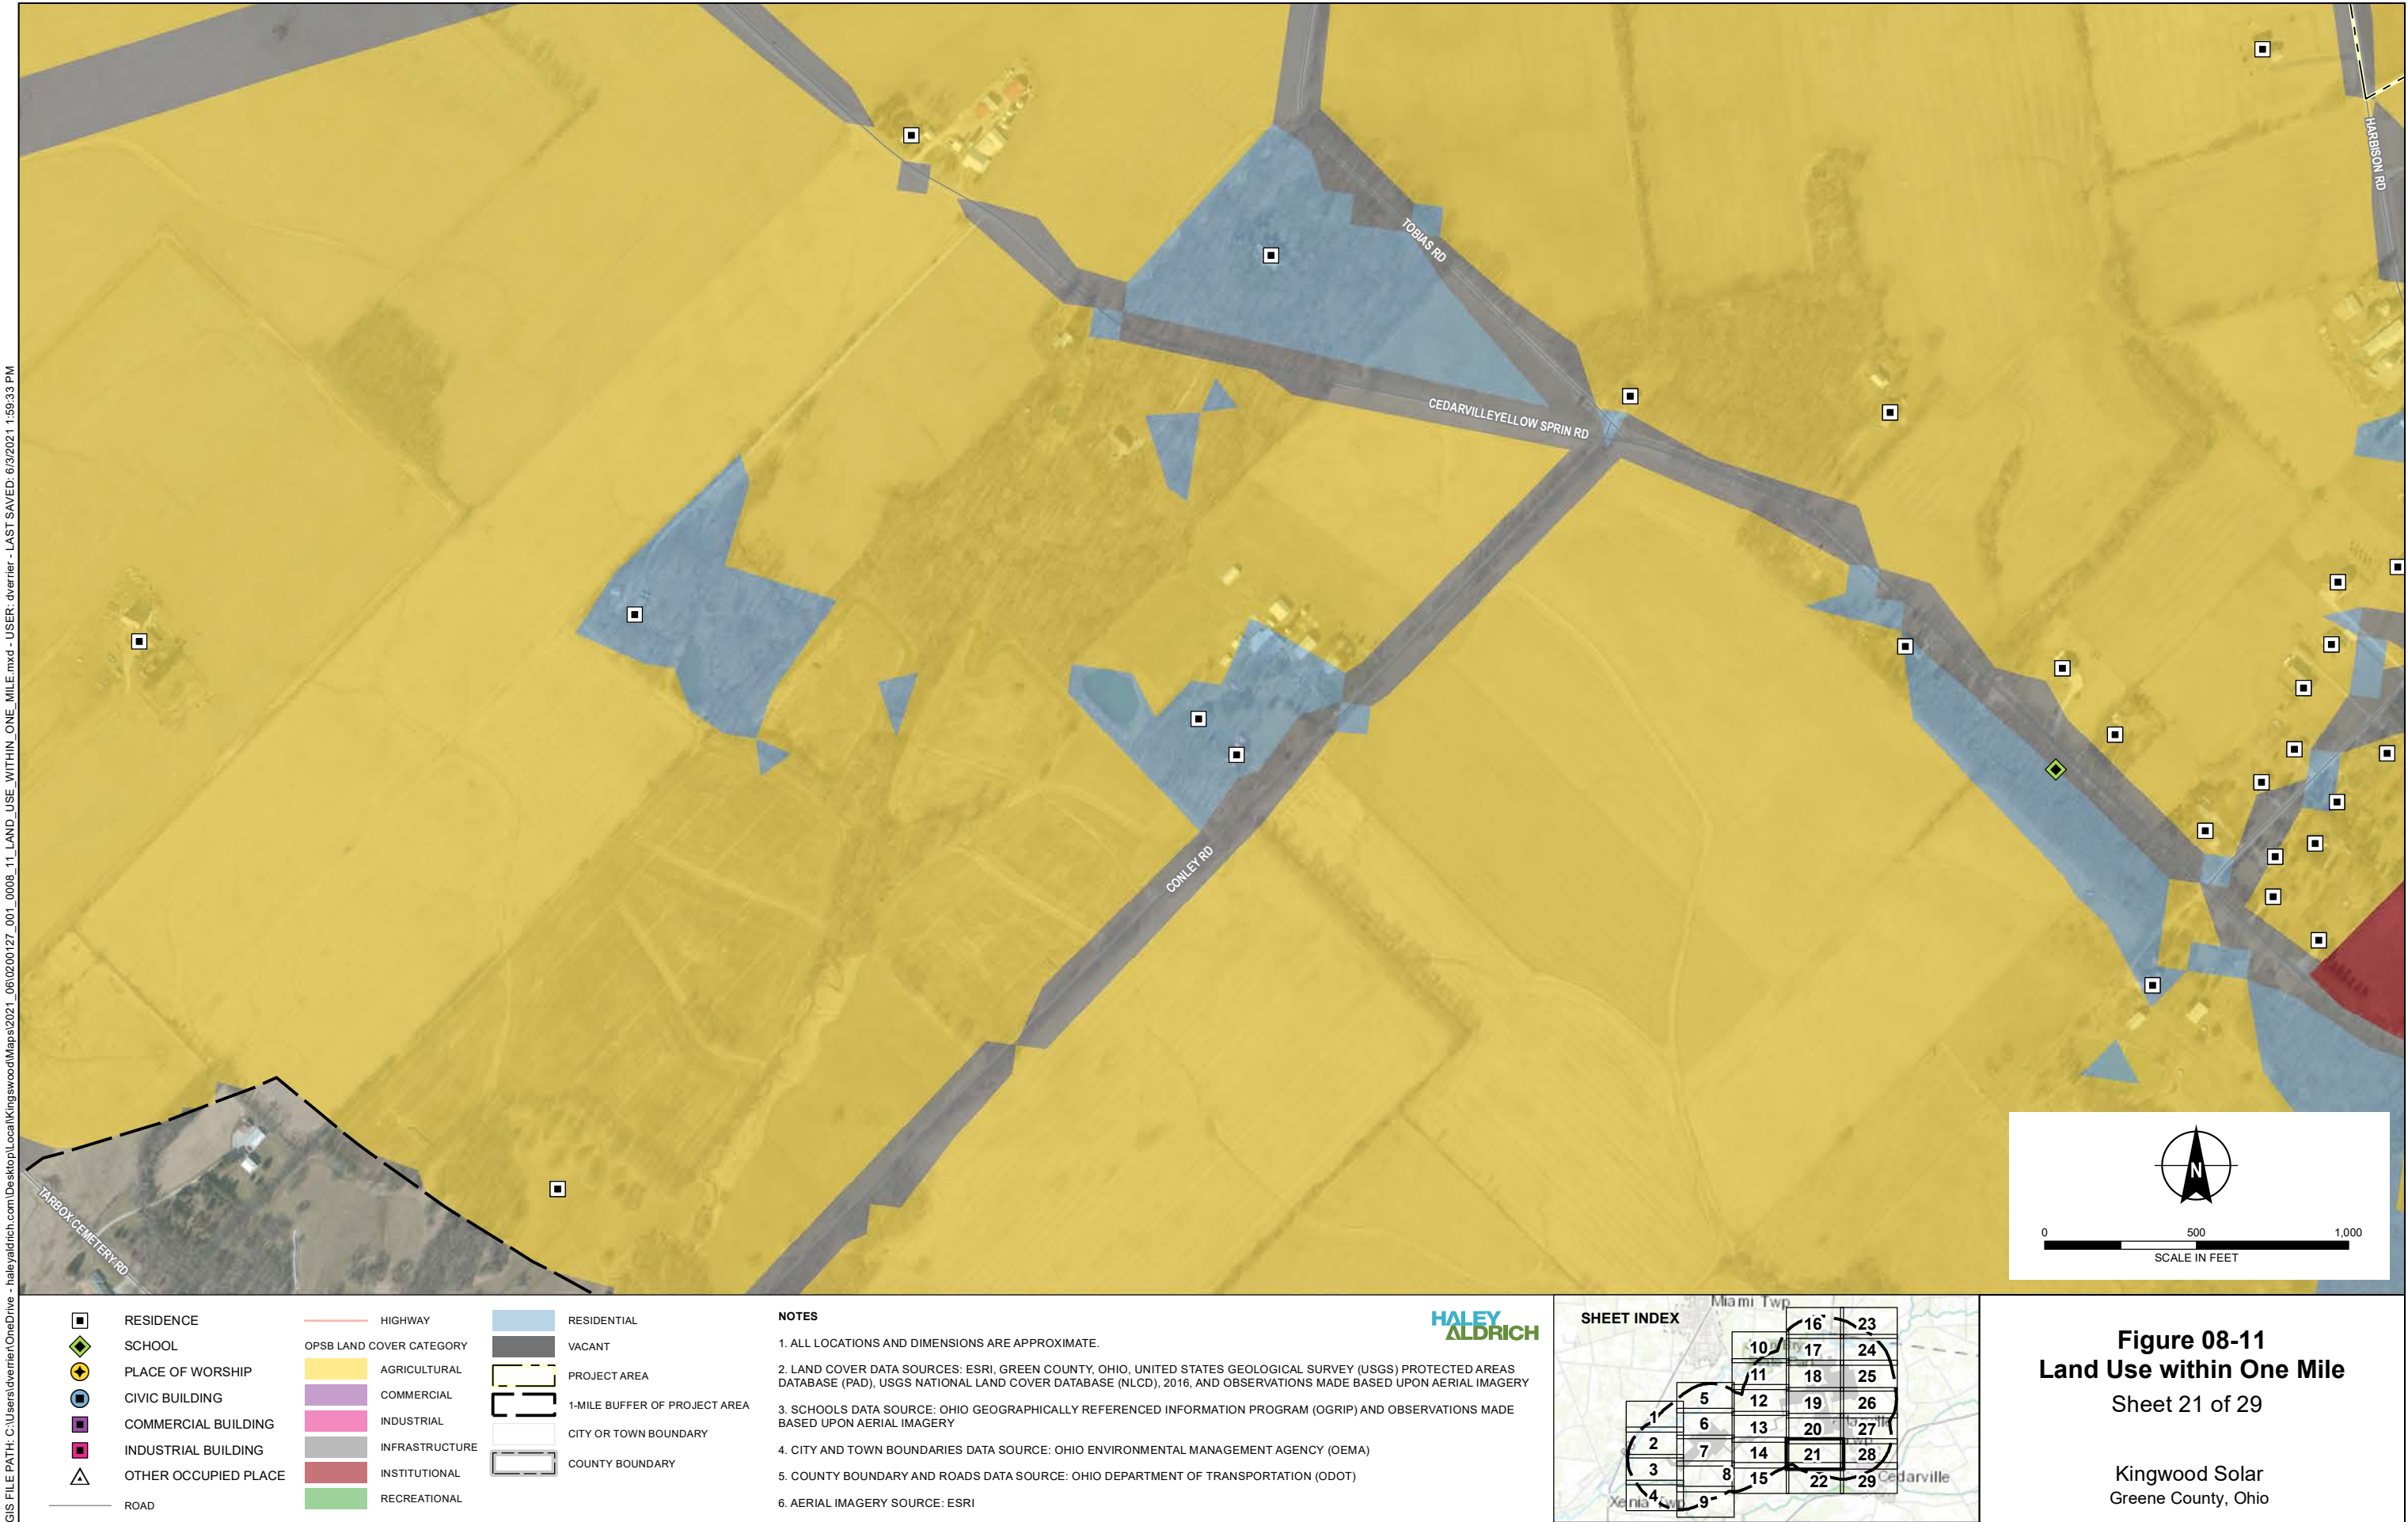 GIS FILE PATH: C:\Users\dverrier\OneDrive - haleyaldrich.com\Desktop\Local\Kingswood\Maps\2021_06\0200127_001_0008_11_LAND_USE_WITHIN_ONE_MILE.mxd - USER: dverrier - LAST SAVED: 6/3/2021 1:59:33 PM
HARBISON RD
TOBIAS RD
CEDARVILLEYELLOW SPRIN RD
CONLEY RD
TARBOX CEMETERY RD
N
0 500 1,000
SCALE IN FEET
RESIDENCE
SCHOOL
PLACE OF WORSHIP
CIVIC BUILDING
COMMERCIAL BUILDING
INDUSTRIAL BUILDING
OTHER OCCUPIED PLACE
ROAD
HIGHWAY
OPSB LAND COVER CATEGORY
AGRICULTURAL
COMMERCIAL
INDUSTRIAL
INFRASTRUCTURE
INSTITUTIONAL
RECREATIONAL
RESIDENTIAL
VACANT
PROJECT AREA
1-MILE BUFFER OF PROJECT AREA
CITY OR TOWN BOUNDARY
COUNTY BOUNDARY
NOTES
1. ALL LOCATIONS AND DIMENSIONS ARE APPROXIMATE.
2. LAND COVER DATA SOURCES: ESRI, GREEN COUNTY, OHIO, UNITED STATES GEOLOGICAL SURVEY (USGS) PROTECTED AREAS
DATABASE (PAD), USGS NATIONAL LAND COVER DATABASE (NLCD), 2016, AND OBSERVATIONS MADE BASED UPON AERIAL IMAGERY
3. SCHOOLS DATA SOURCE: OHIO GEOGRAPHICALLY REFERENCED INFORMATION PROGRAM (OGRIP) AND OBSERVATIONS MADE
BASED UPON AERIAL IMAGERY
4. CITY AND TOWN BOUNDARIES DATA SOURCE: OHIO ENVIRONMENTAL MANAGEMENT AGENCY (OEMA)
5. COUNTY BOUNDARY AND ROADS DATA SOURCE: OHIO DEPARTMENT OF TRANSPORTATION (ODOT)
6. AERIAL IMAGERY SOURCE: ESRI
HALEY
ALDRICH
SHEET INDEX
Miami Twp
16 23
10 17 24
11 18 25
5 12 19 26
1 6 13 20 27
2 7 14 21 28
3 8 15 22 29
4 9
Cedarville
Xenia Twp
Figure 08-11
Land Use within One Mile
Sheet 21 of 29
Kingwood Solar
Greene County, Ohio